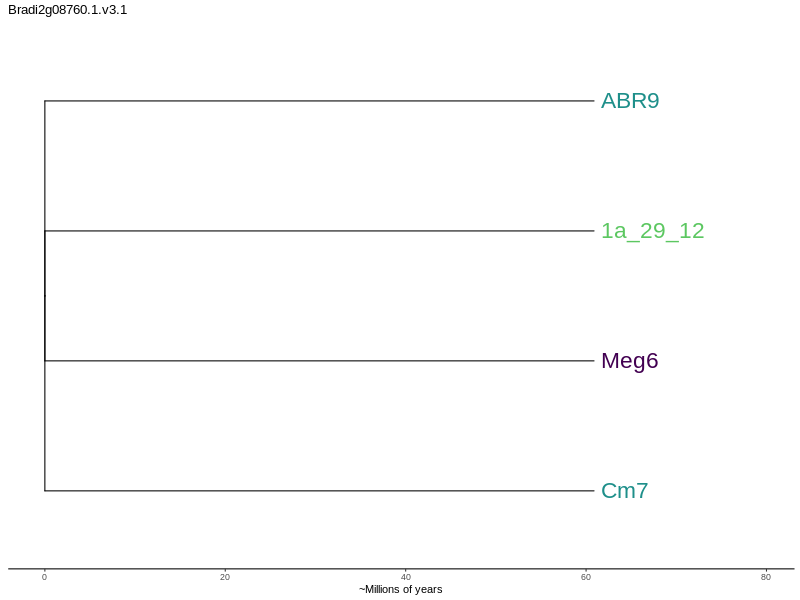 Bradi2g08760.1.v3.1
ABR9
1a_29_12
Meg6
Cm7
0 20 40 60 80
~Millions of years